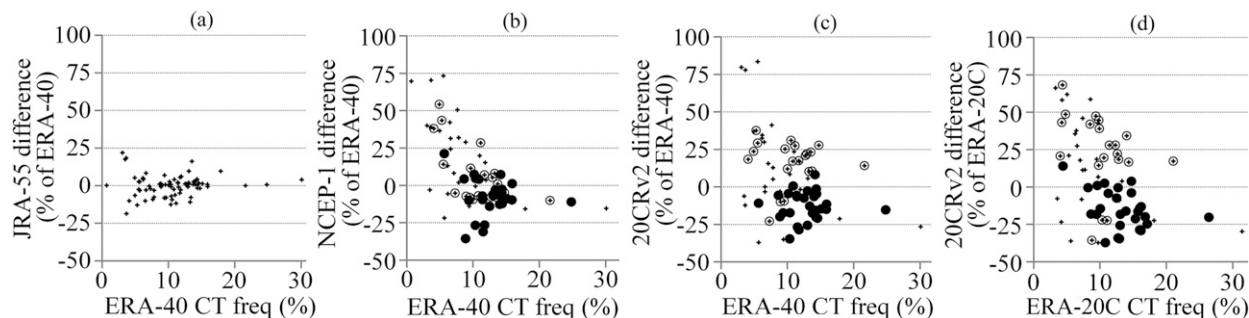 (a)
100
75
50
25
0
-25
-50
0
10
20
30
JRA-55 difference
(% of ERA-40)
ERA-40 CT freq (%)
(b)
100
75
50
25
0
-25
-50
0
10
20
30
NCEP-1 difference
(% of ERA-40)
ERA-40 CT freq (%)
(c)
100
75
50
25
0
-25
-50
0
10
20
30
20CRv2 difference
(% of ERA-40)
ERA-40 CT freq (%)
(d)
100
75
50
25
0
-25
-50
0
10
20
30
20CRv2 difference
(% of ERA-20C)
ERA-20C CT freq (%)